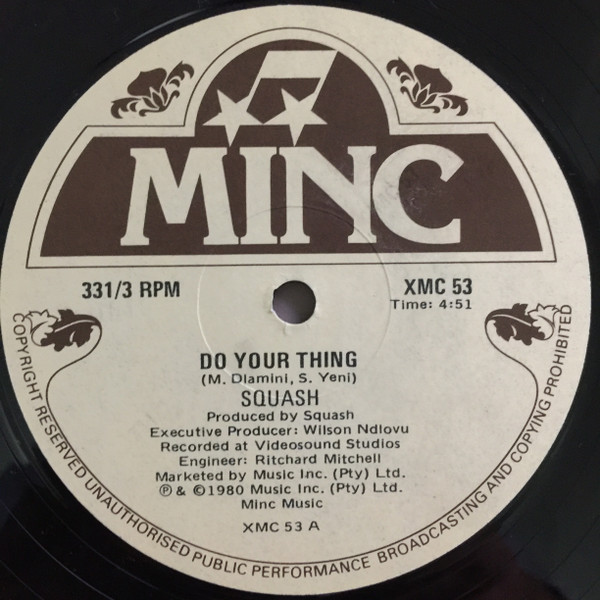 MINC
331/3 RPM
XMC 53
Time: 4:51
DO YOUR THING
(M. Dlamini, S. Yeni)
SQUASH
Produced by Squash
Executive Producer: Wilson Ndlovu
Recorded at Videosound Studios
Engineer: Ritchard Mitchell
Marketed by Music Inc. (Pty) Ltd.
℗ & ©1980 Music Inc. (Pty) Ltd.
Minc Music
XMC 53 A
COPYRIGHT RESERVED UNAUTHORISED PUBLIC PERFORMANCE BROADCASTING AND COPYING PROHIBITED